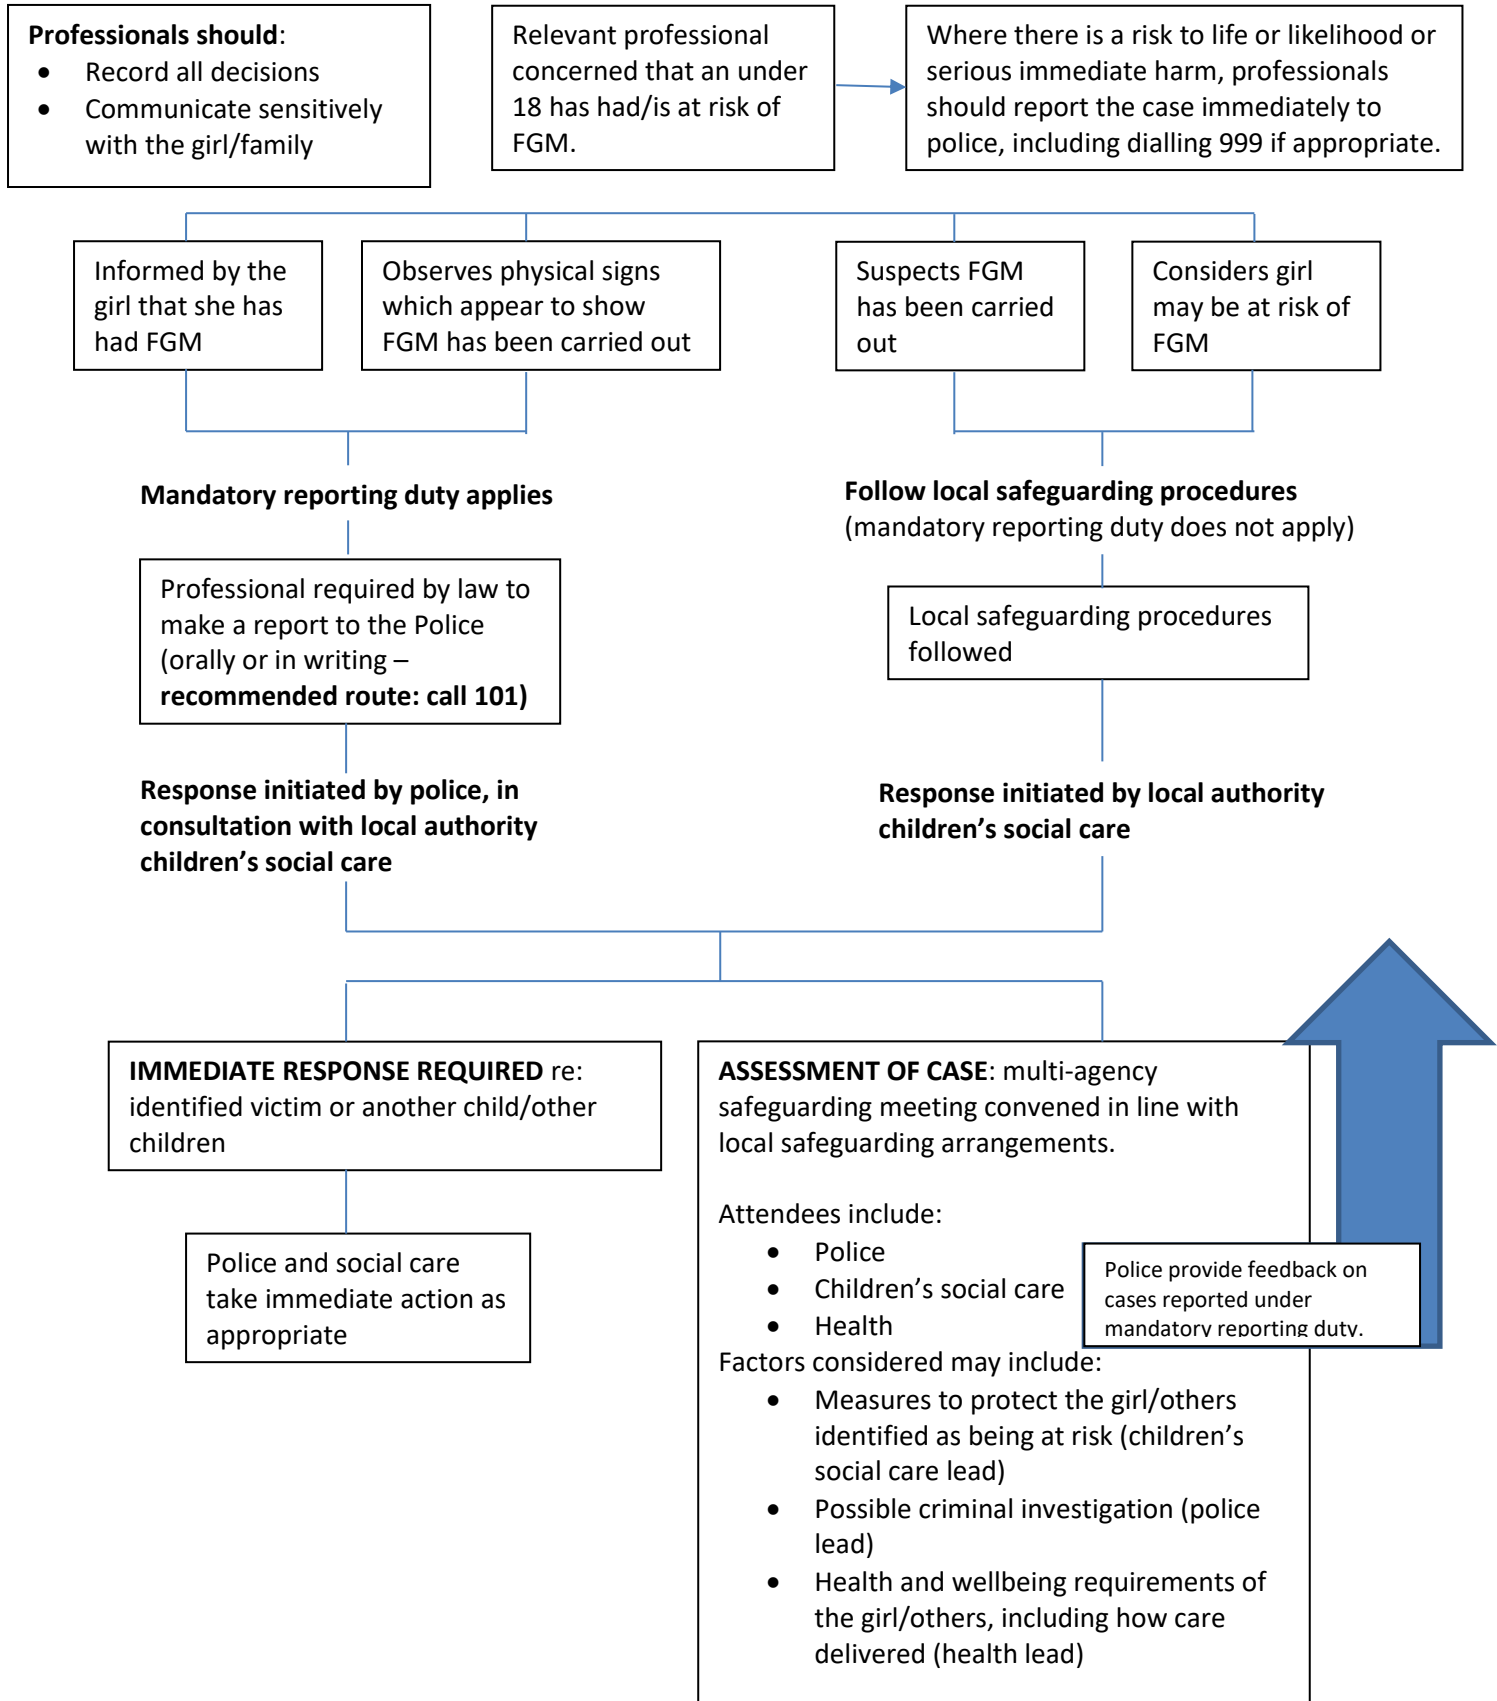 Professionals should:
• Record all decisions
• Communicate sensitively
with the girl/family
Relevant professional
concerned that an under
18 has had/is at risk of
FGM.
Where there is a risk to life or likelihood or
serious immediate harm, professionals
should report the case immediately to
police, including dialling 999 if appropriate.
Informed by the
girl that she has
had FGM
Observes physical signs
which appear to show
FGM has been carried out
Suspects FGM
has been carried
out
Considers girl
may be at risk of
FGM
Mandatory reporting duty applies
Follow local safeguarding procedures
(mandatory reporting duty does not apply)
Professional required by law to
make a report to the Police
(orally or in writing –
recommended route: call 101)
Local safeguarding procedures
followed
Response initiated by police, in
consultation with local authority
children’s social care
Response initiated by local authority
children’s social care
IMMEDIATE RESPONSE REQUIRED re:
identified victim or another child/other
children
Police and social care
take immediate action as
appropriate
ASSESSMENT OF CASE: multi-agency
safeguarding meeting convened in line with
local safeguarding arrangements.
Attendees include:
• Police
• Children’s social care
• Health
Police provide feedback on
cases reported under
mandatory reporting duty.
Factors considered may include:
• Measures to protect the girl/others
identified as being at risk (children’s
social care lead)
• Possible criminal investigation (police
lead)
• Health and wellbeing requirements of
the girl/others, including how care
delivered (health lead)